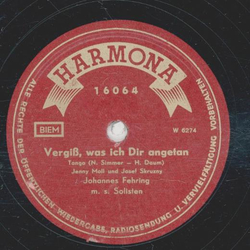 HARMONA
16064
BIEM
W 6274
Vergiß, was ich Dir angetan
Tango (N. Simmer - H. Daum)
Jenny Mell und Josef Skruzny
Johannes Fehring
m. s. Solisten
ALLE RECHTE DER ÖFFENTLICHEN WIEDERGABE, RADIOSENDUNG U. VERVIELFÄLTIGUNG VORBEHALTEN